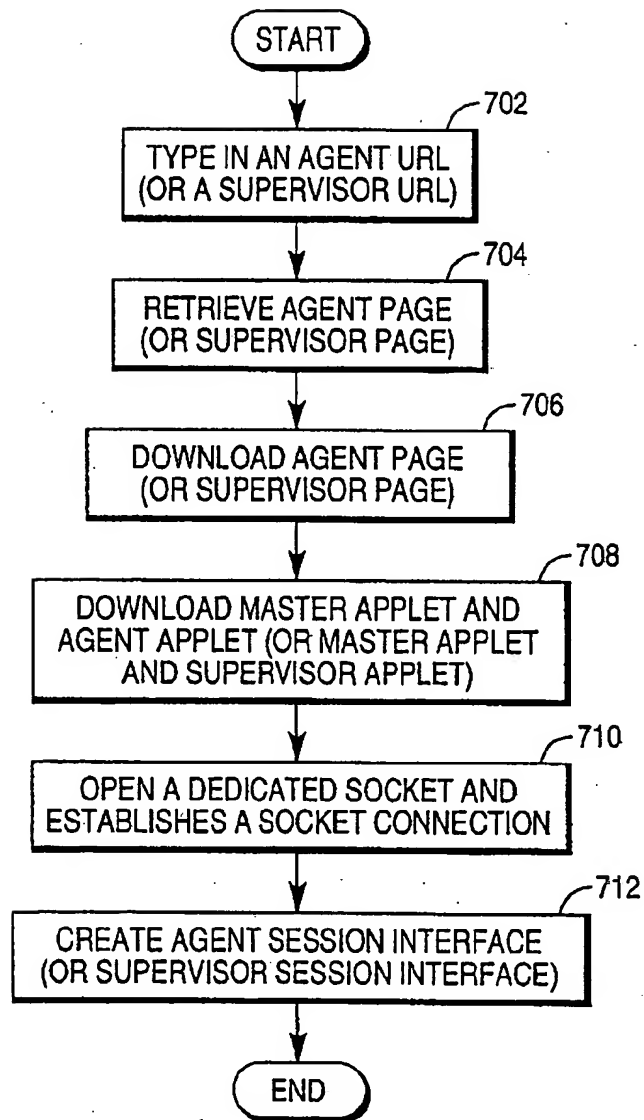 START
702
TYPE IN AN AGENT URL
(OR A SUPERVISOR URL)
704
RETRIEVE AGENT PAGE
(OR SUPERVISOR PAGE)
706
DOWNLOAD AGENT PAGE
(OR SUPERVISOR PAGE)
708
DOWNLOAD MASTER APPLET AND
AGENT APPLET (OR MASTER APPLET
AND SUPERVISOR APPLET)
710
OPEN A DEDICATED SOCKET AND
ESTABLISHES A SOCKET CONNECTION
712
CREATE AGENT SESSION INTERFACE
(OR SUPERVISOR SESSION INTERFACE)
END